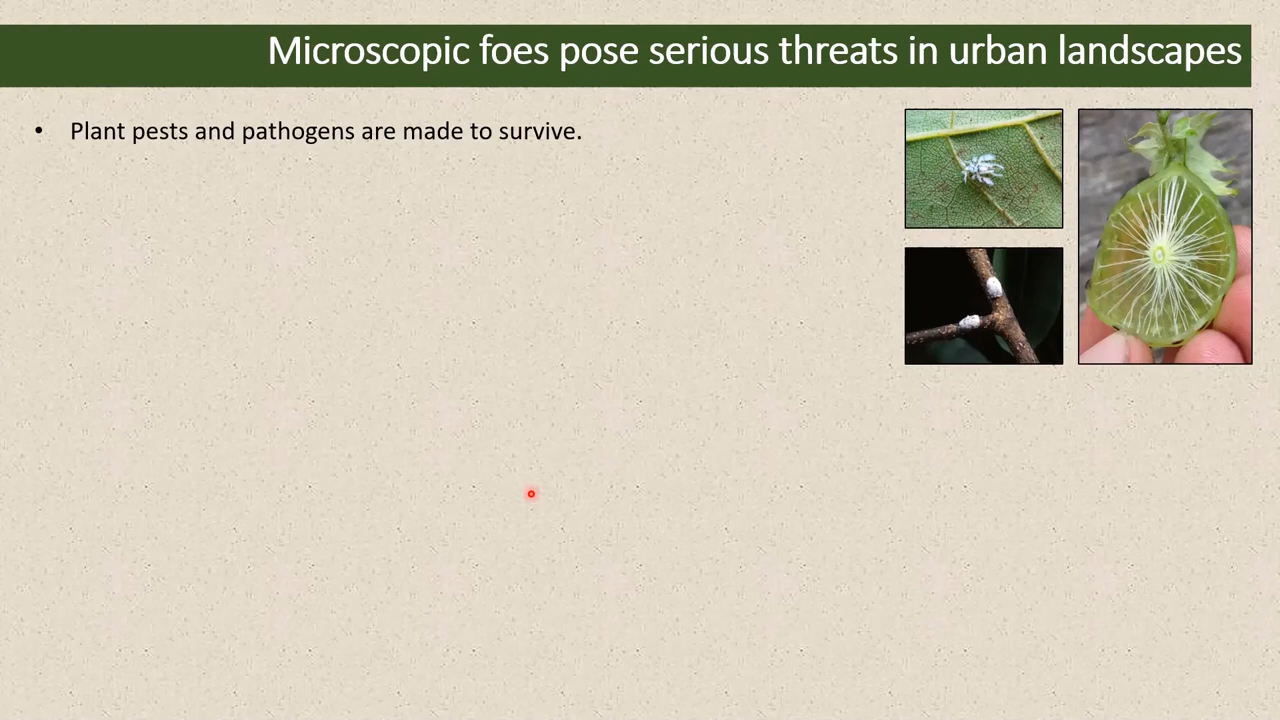 Microscopic foes pose serious threats in urban landscapes
• Plant pests and pathogens are made to survive.